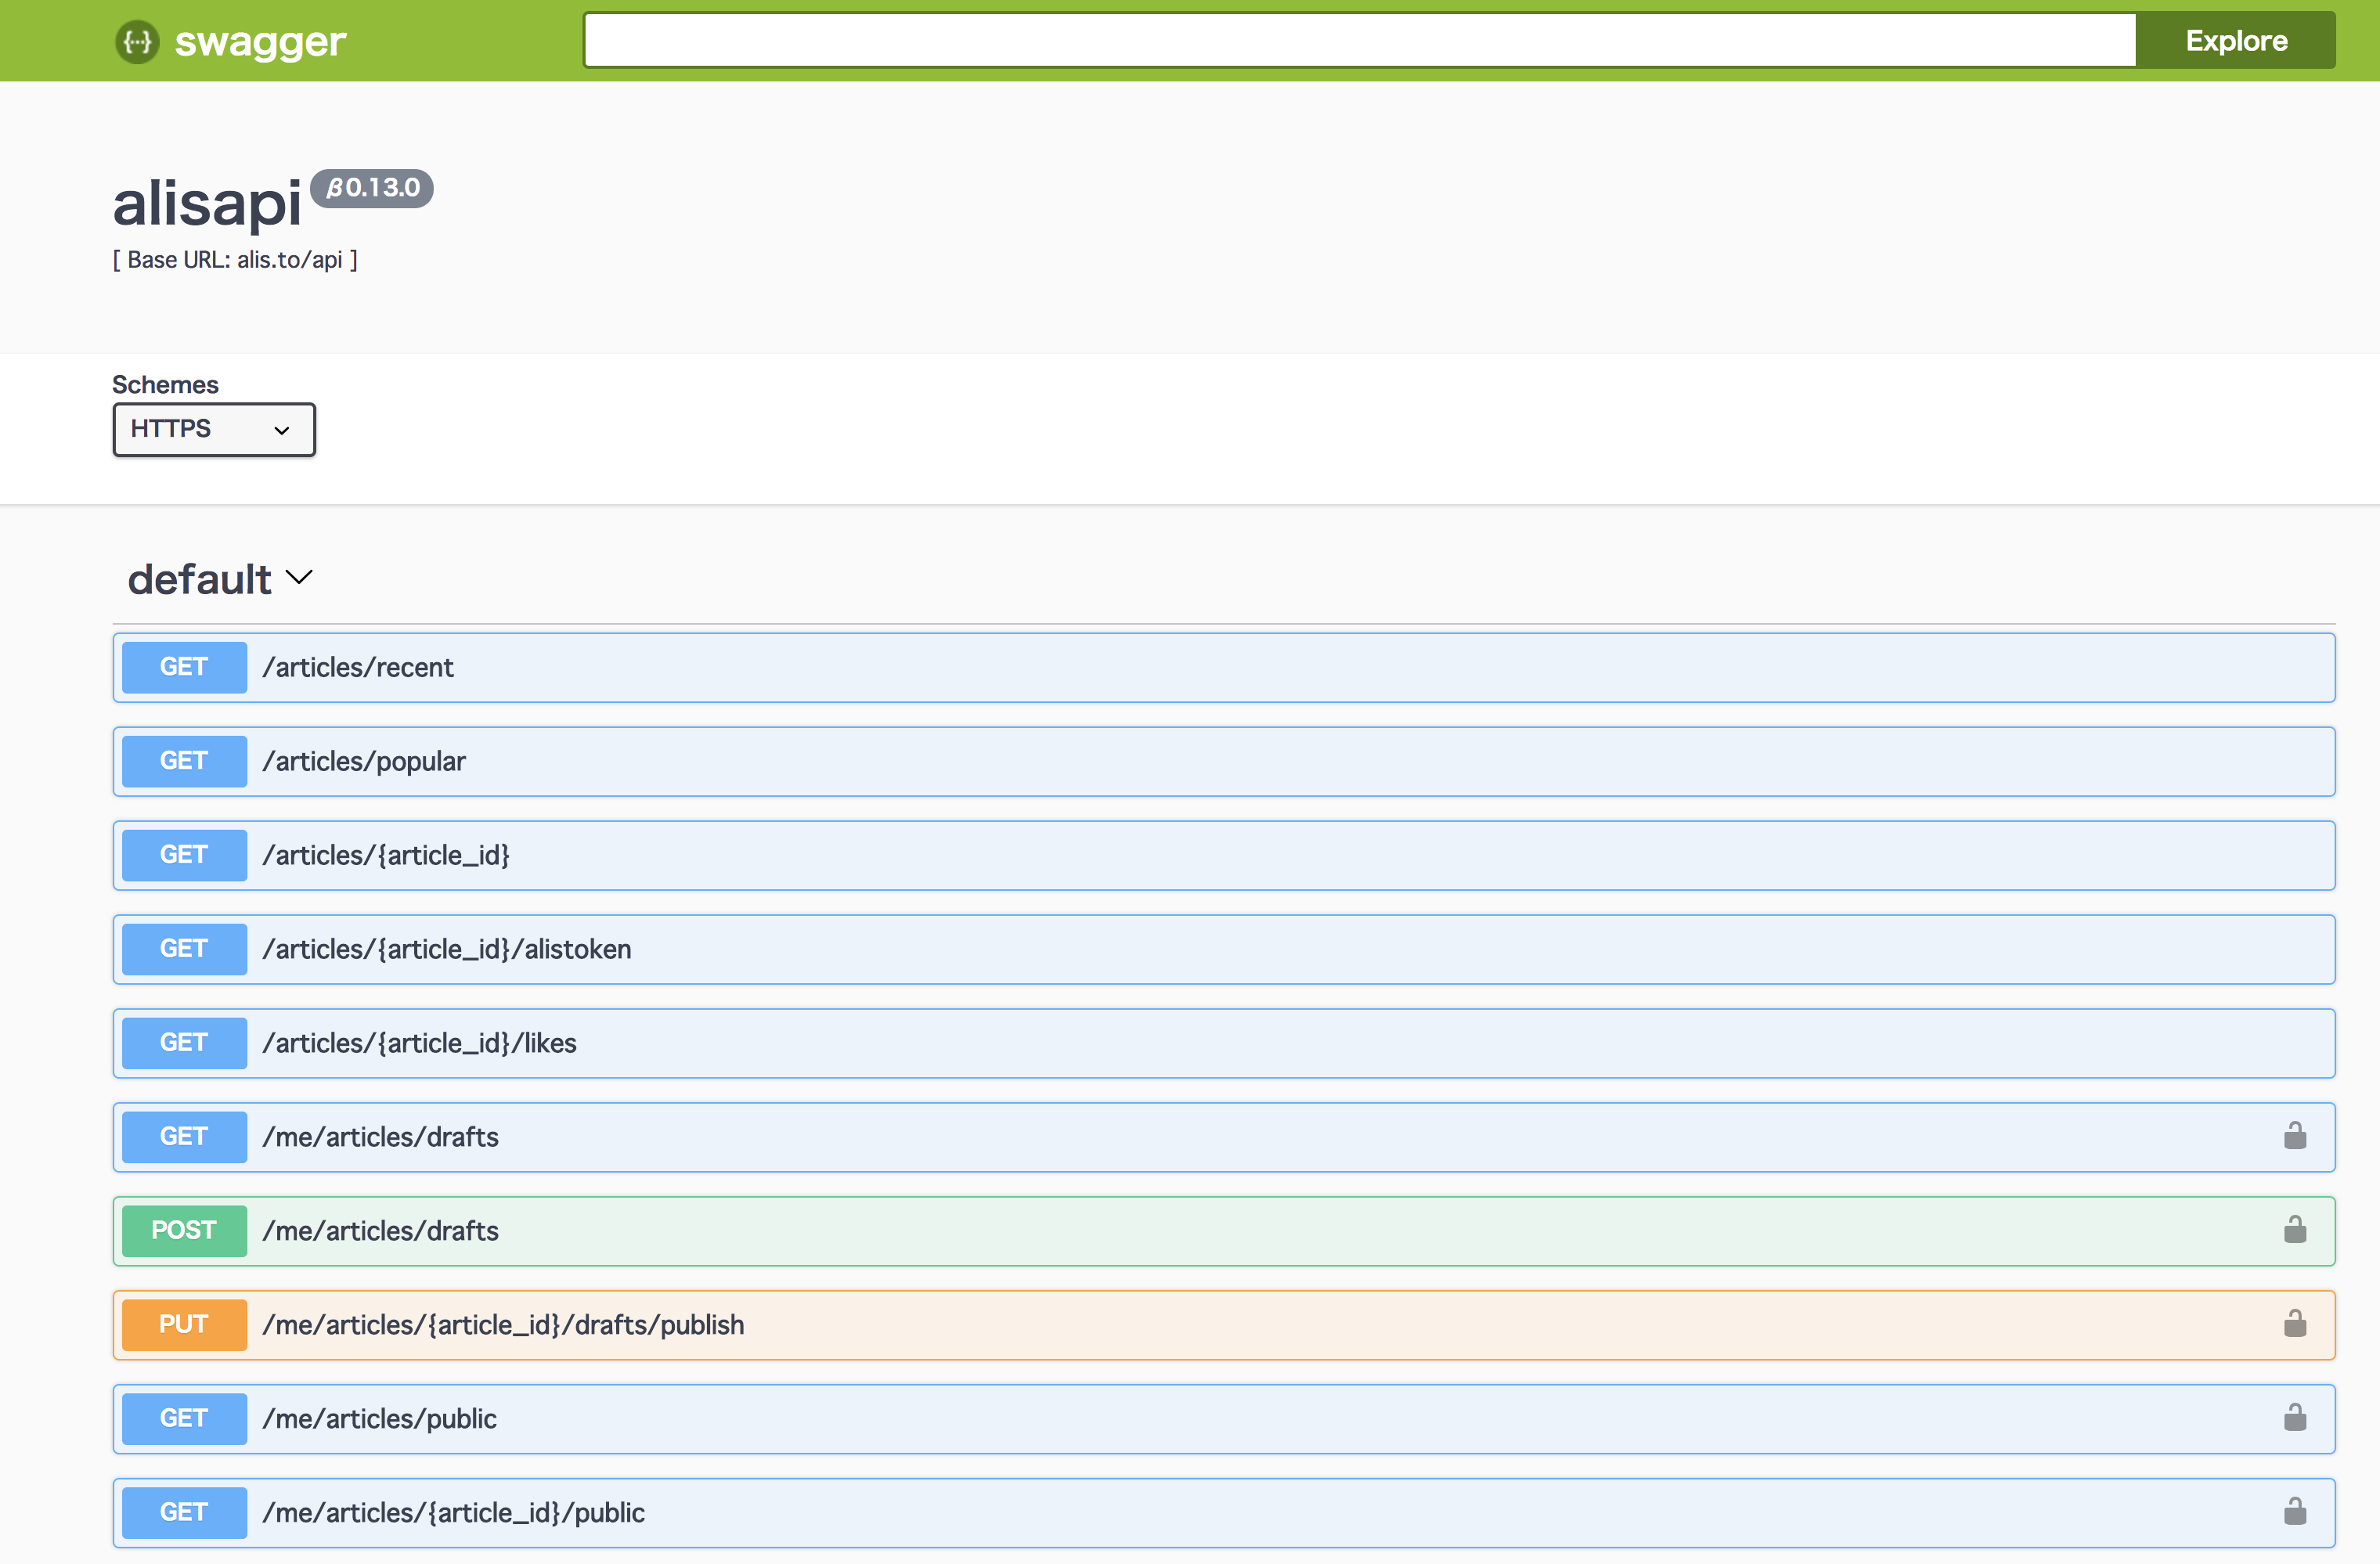 {···} swagger
Explore
alisapi β0.13.0
[ Base URL: alis.to/api ]
Schemes
HTTPS
default
GET /articles/recent
GET /articles/popular
GET /articles/{article_id}
GET /articles/{article_id}/alistoken
GET /articles/{article_id}/likes
GET /me/articles/drafts
POST /me/articles/drafts
PUT /me/articles/{article_id}/drafts/publish
GET /me/articles/public
GET /me/articles/{article_id}/public